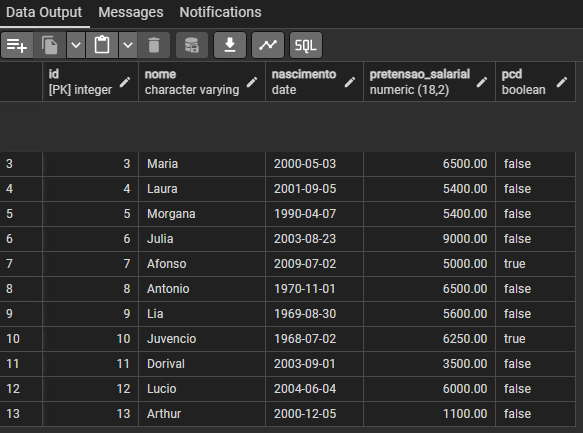 Data Output Messages Notifications
SQL
id nome nascimento pretensao_salarial pcd
[PK] integer character varying date numeric (18,2) boolean
3 3 Maria 2000-05-03 6500.00 false
4 4 Laura 2001-09-05 5400.00 false
5 5 Morgana 1990-04-07 5400.00 false
6 6 Julia 2003-08-23 9000.00 false
7 7 Afonso 2009-07-02 5000.00 true
8 8 Antonio 1970-11-01 6500.00 false
9 9 Lia 1969-08-30 5600.00 false
10 10 Juvencio 1968-07-02 6250.00 true
11 11 Dorival 2003-09-01 3500.00 false
12 12 Lucio 2004-06-04 6000.00 false
13 13 Arthur 2000-12-05 1100.00 false